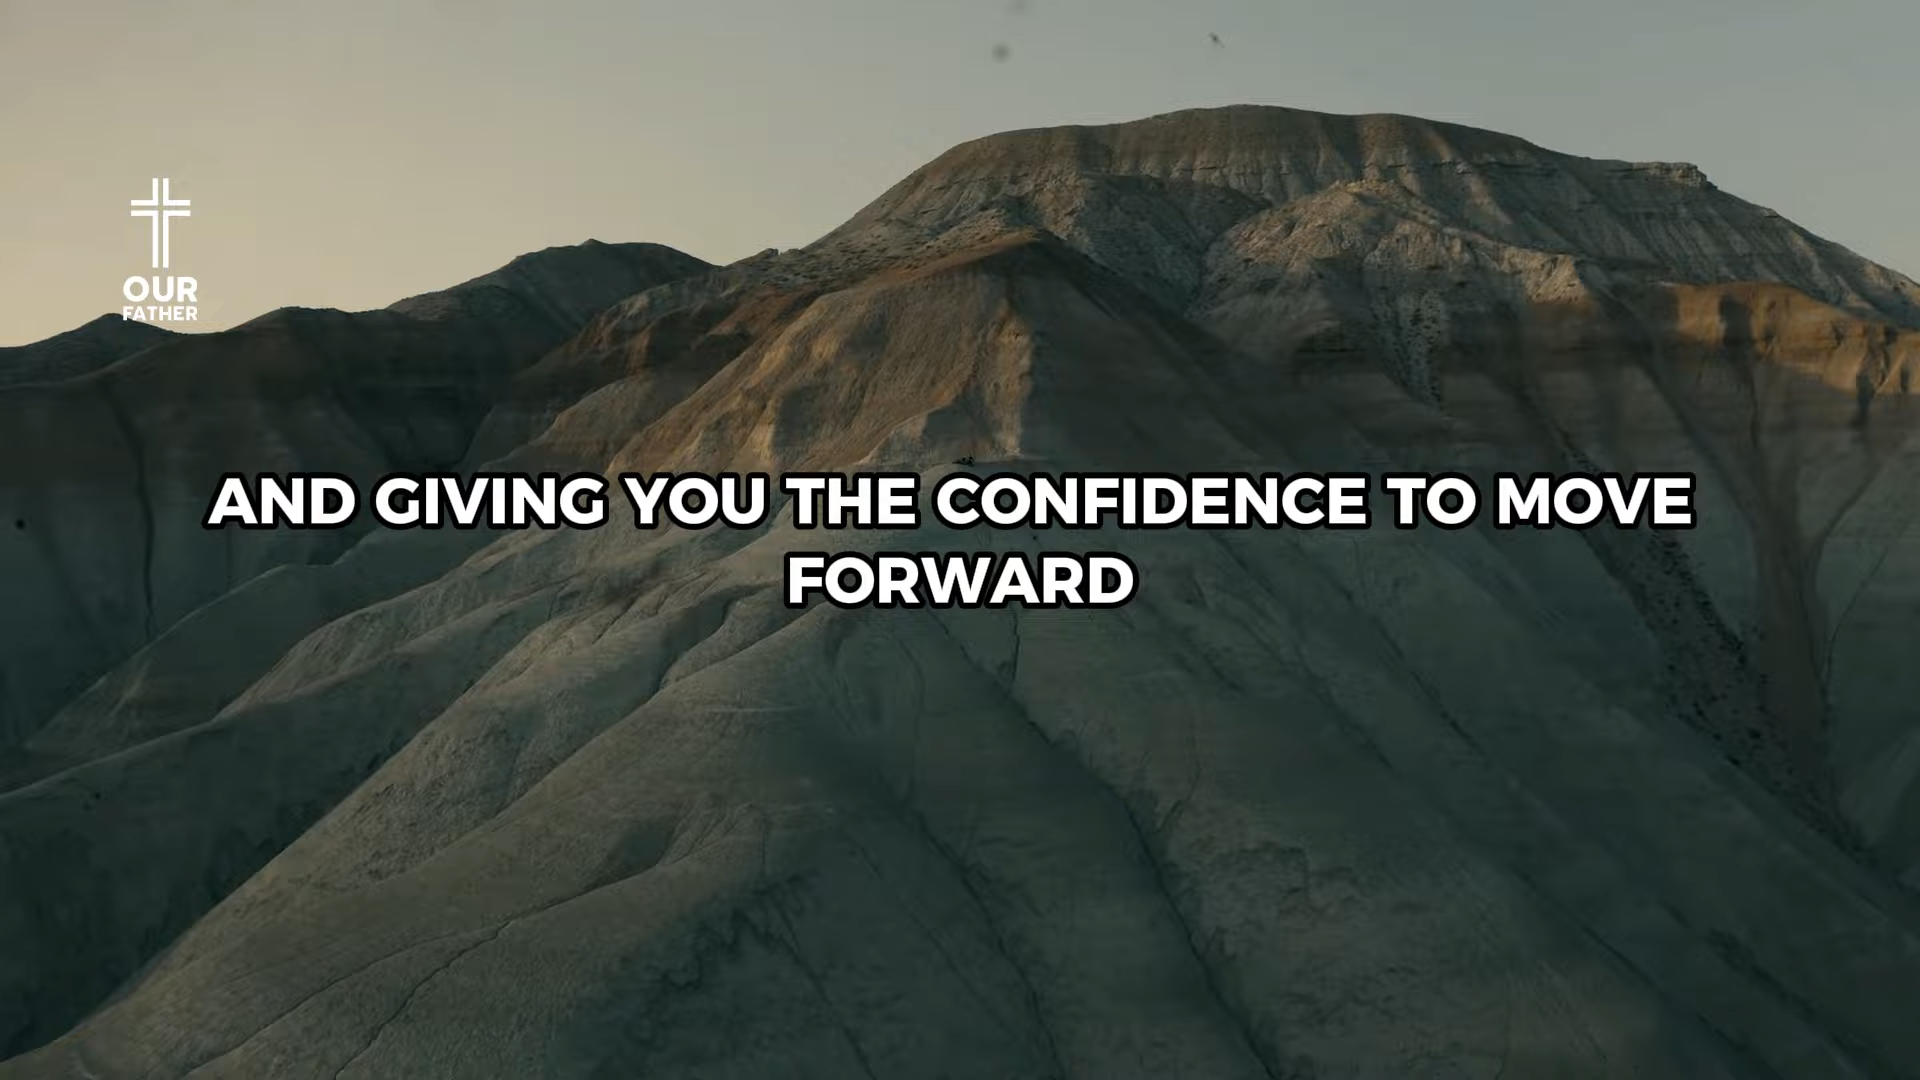 OUR
FATHER
AND GIVING YOU THE CONFIDENCE TO MOVE
FORWARD